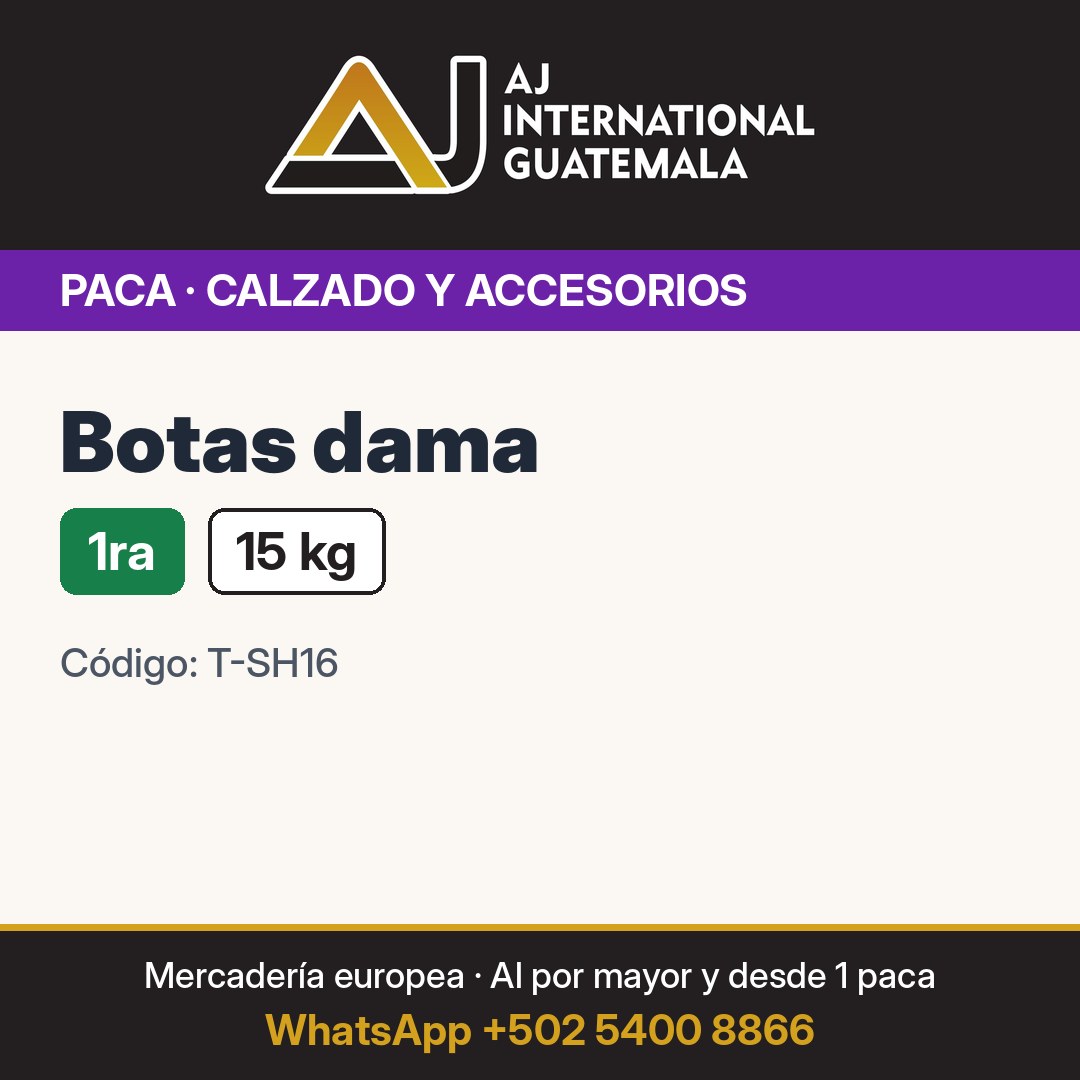 AJ
INTERNATIONAL
GUATEMALA
PACA · CALZADO Y ACCESORIOS
Botas dama
1ra
15 kg
Código: T-SH16
Mercadería europea · Al por mayor y desde 1 paca
WhatsApp +502 5400 8866